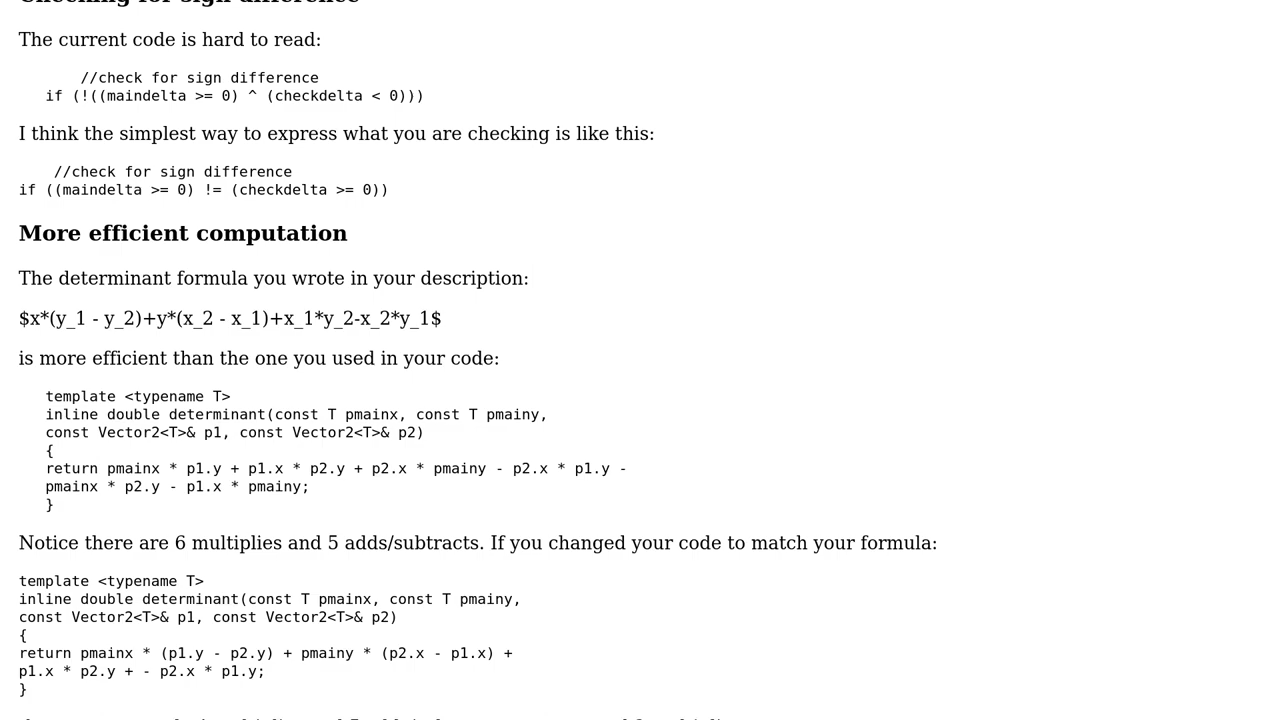 Checking for sign difference
The current code is hard to read:
//check for sign difference
if (!((maindelta >= 0) ^ (checkdelta < 0)))
I think the simplest way to express what you are checking is like this:
//check for sign difference
if ((maindelta >= 0) != (checkdelta >= 0))
More efficient computation
The determinant formula you wrote in your description:
$x*(y_1 - y_2)+y*(x_2 - x_1)+x_1*y_2-x_2*y_1$
is more efficient than the one you used in your code:
template <typename T>
inline double determinant(const T pmainx, const T pmainy,
const Vector2<T>& p1, const Vector2<T>& p2)
{
return pmainx * p1.y + p1.x * p2.y + p2.x * pmainy - p2.x * p1.y -
pmainx * p2.y - p1.x * pmainy;
}
Notice there are 6 multiplies and 5 adds/subtracts. If you changed your code to match your formula:
template <typename T>
inline double determinant(const T pmainx, const T pmainy,
const Vector2<T>& p1, const Vector2<T>& p2)
{
return pmainx * (p1.y - p2.y) + pmainy * (p2.x - p1.x) +
p1.x * p2.y + - p2.x * p1.y;
}